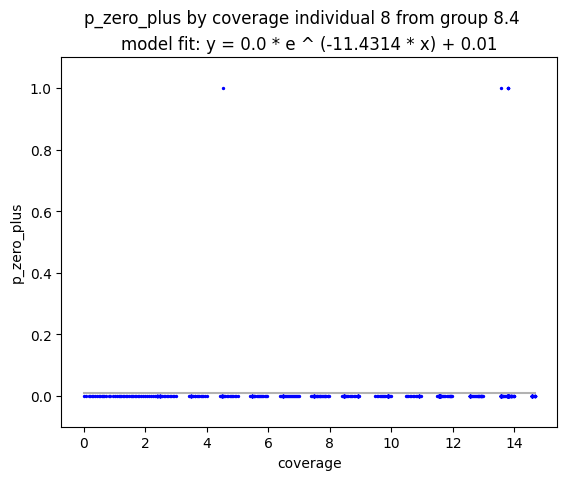 p_zero_plus by coverage individual 8 from group 8.4
model fit: y = 0.0 * e ^ (-11.4314 * x) + 0.01
1.0
0.8
0.6
0.4
0.2
0.0
p_zero_plus
0 2 4 6 8 10 12 14
coverage